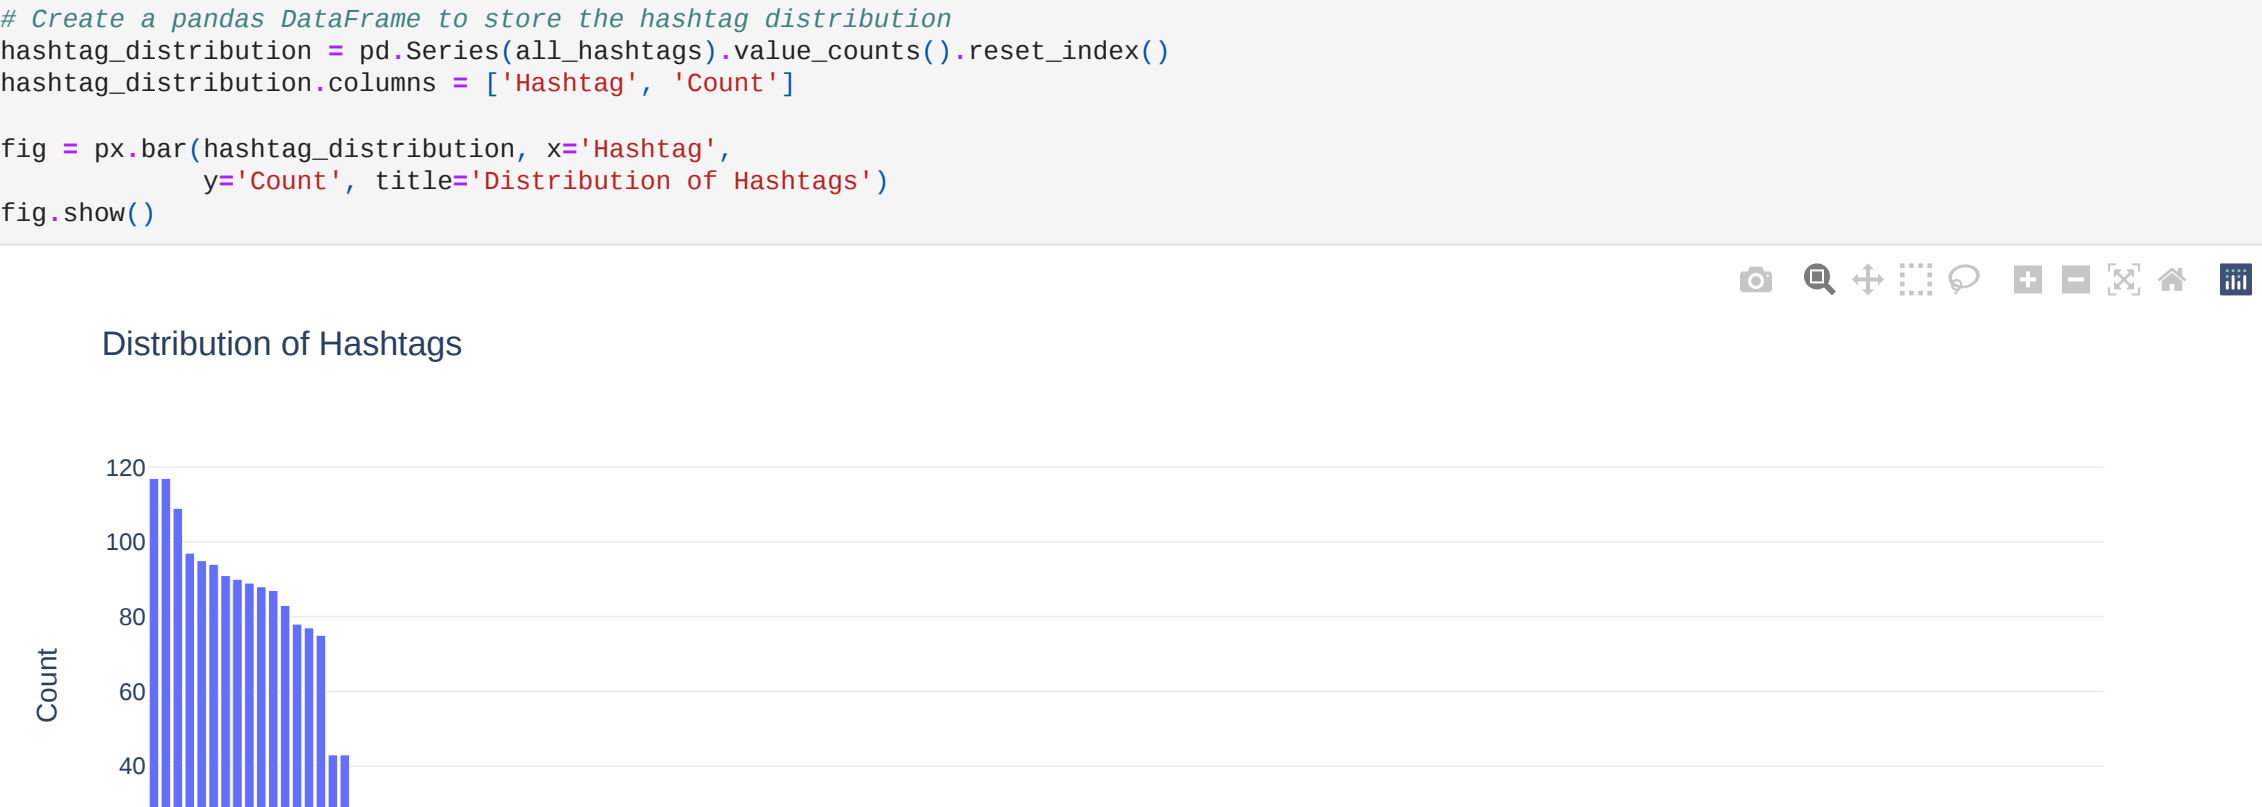 # Create a pandas DataFrame to store the hashtag distribution
hashtag_distribution = pd.Series(all_hashtags).value_counts().reset_index()
hashtag_distribution.columns = ['Hashtag', 'Count']
fig = px.bar(hashtag_distribution, x='Hashtag',
             y='Count', title='Distribution of Hashtags')
fig.show()
Distribution of Hashtags
120
100
80
60
40
Count